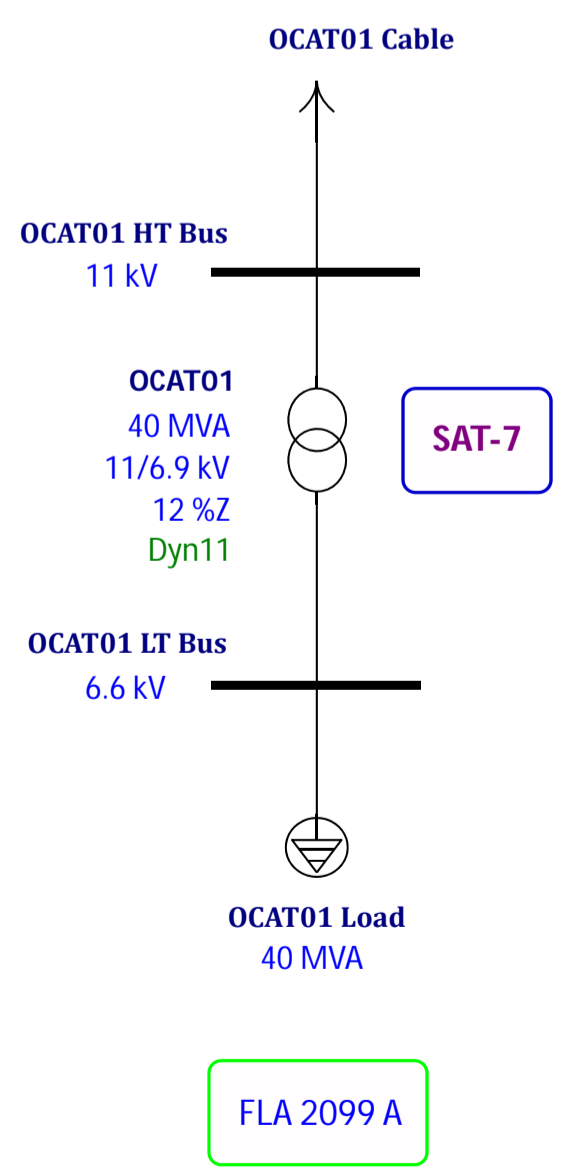 OCAT01 Cable
OCAT01 HT Bus
11 kV
OCAT01
40 MVA
11/6.9 kV
12 %Z
Dyn11
SAT-7
OCAT01 LT Bus
6.6 kV
OCAT01 Load
40 MVA
FLA 2099 A